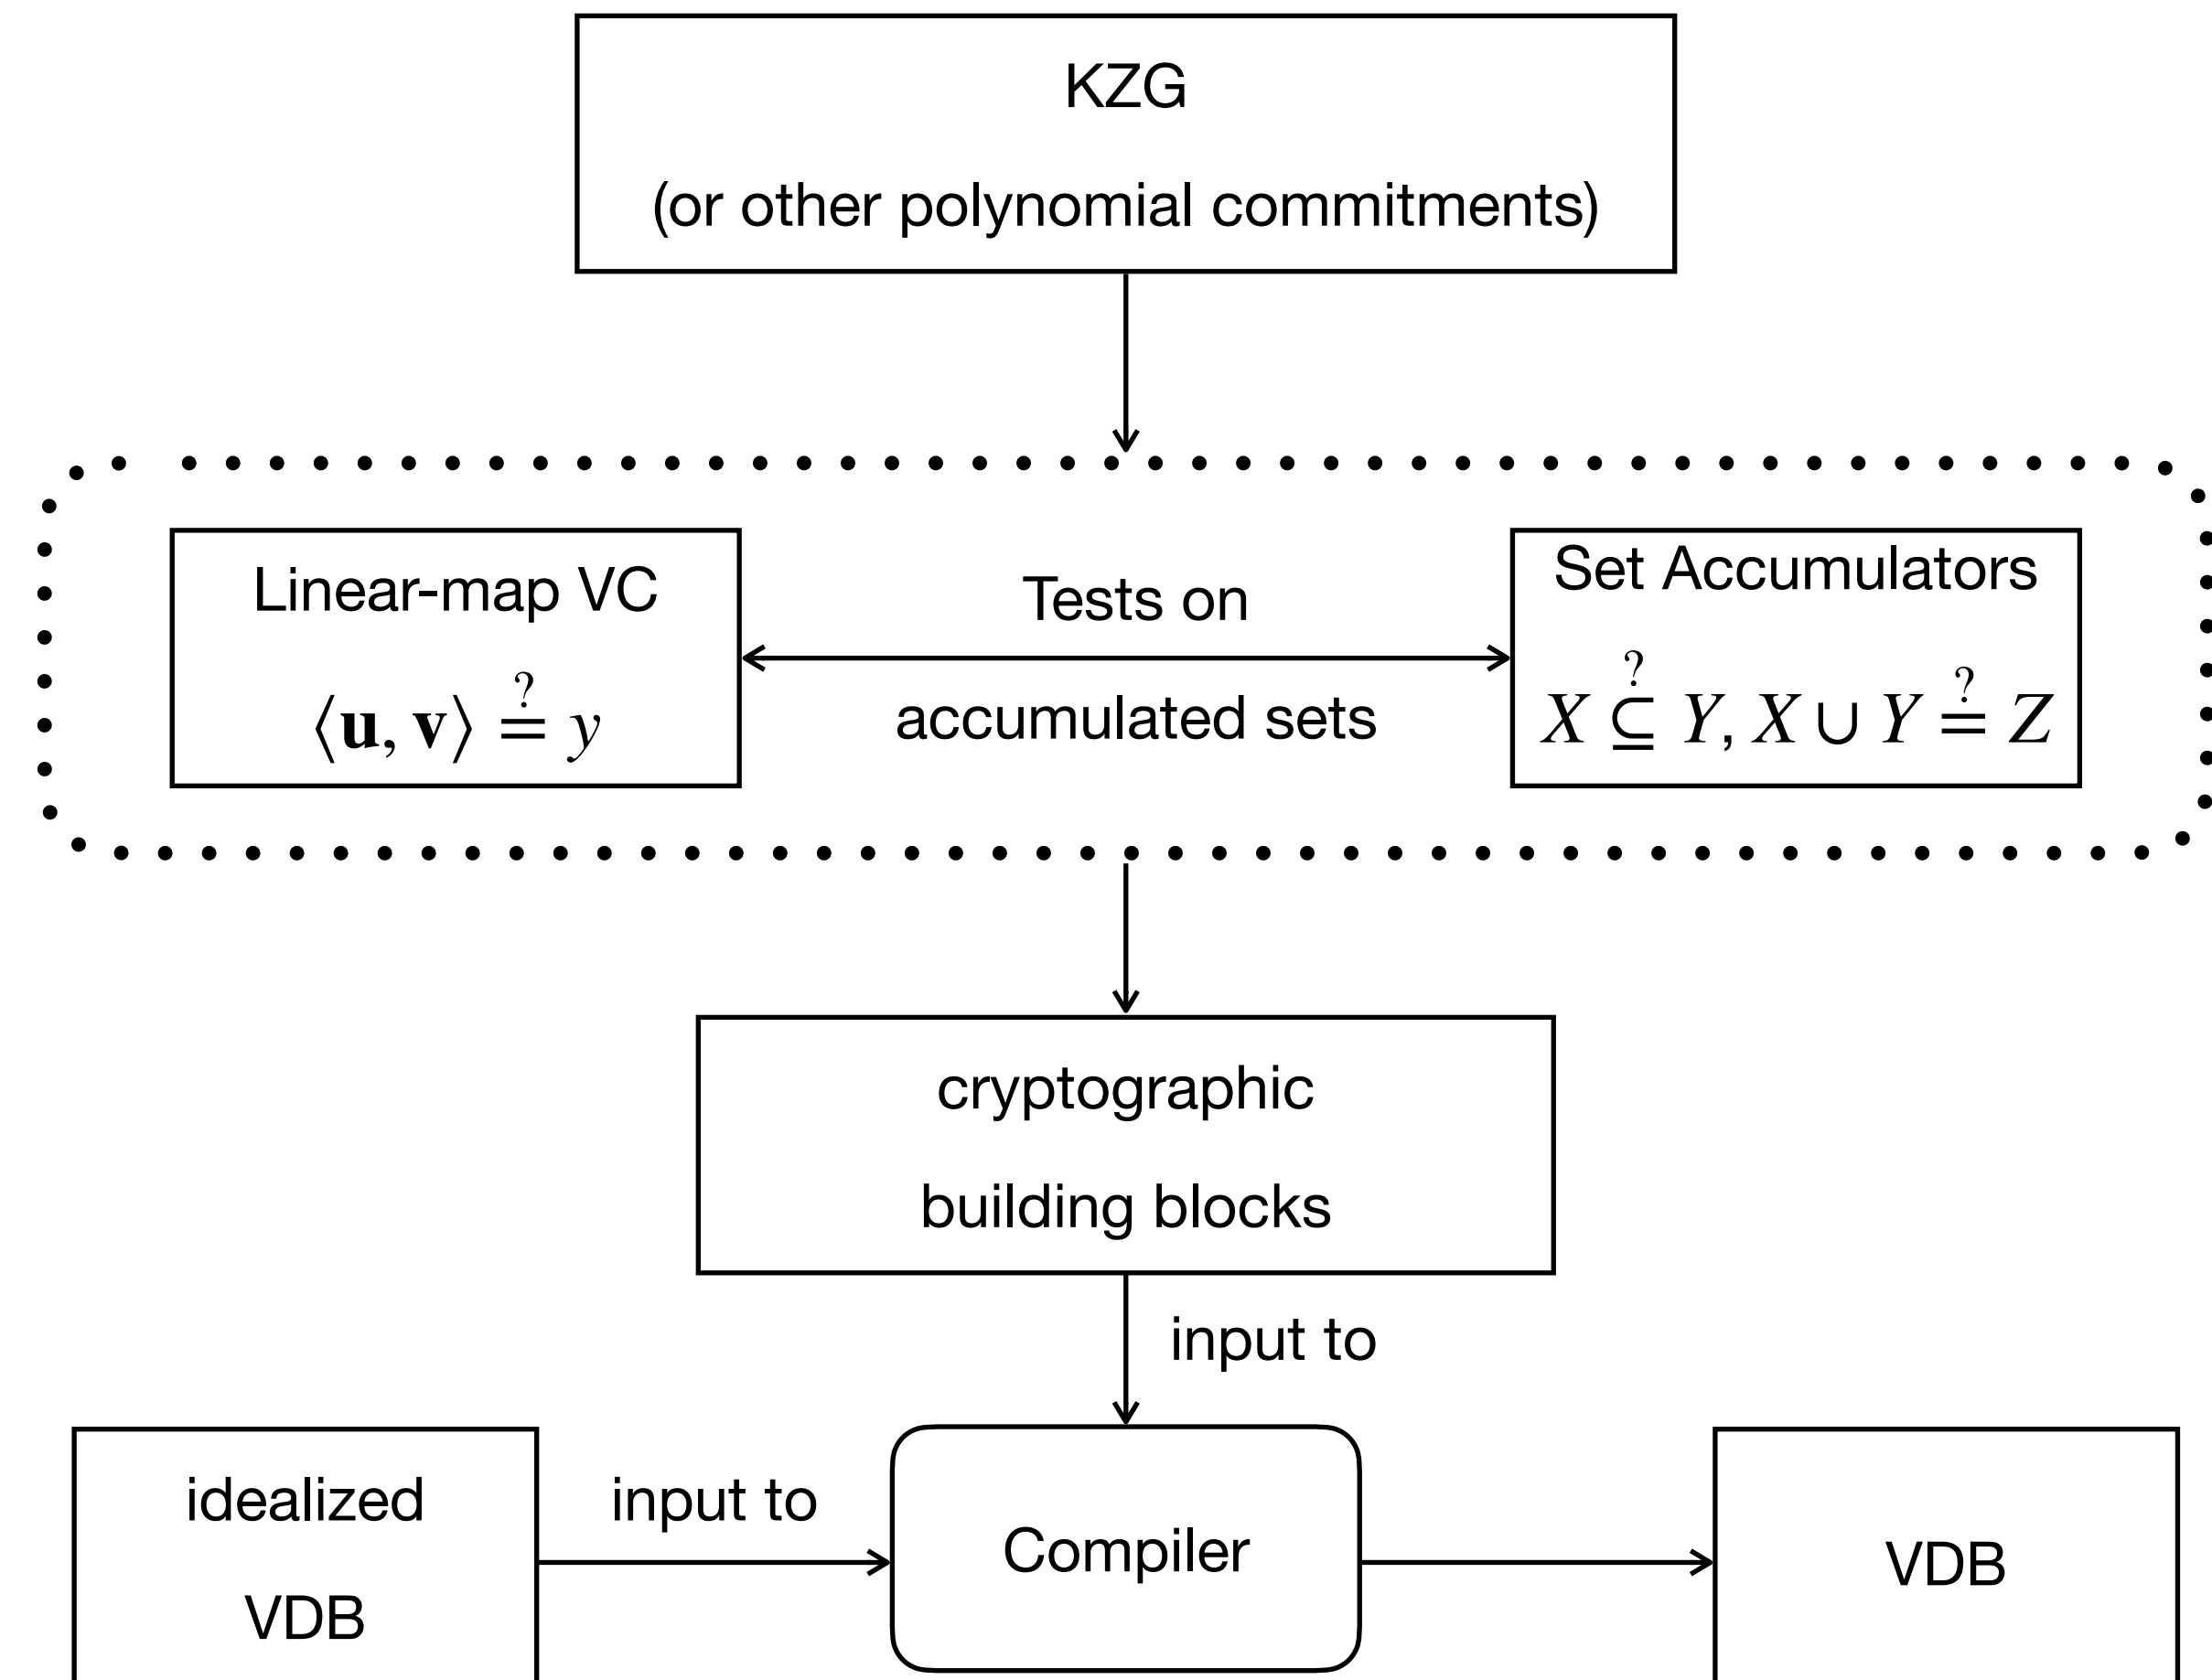 KZG
(or other polynomial commitments)
Linear-map VC
⟨u, v⟩ ≟ y
Tests on
accumulated sets
Set Accumulators
X ⊆? Y, X ∪ Y ≟ Z
cryptographic
building blocks
input to
idealized
VDB
input to
Compiler
VDB